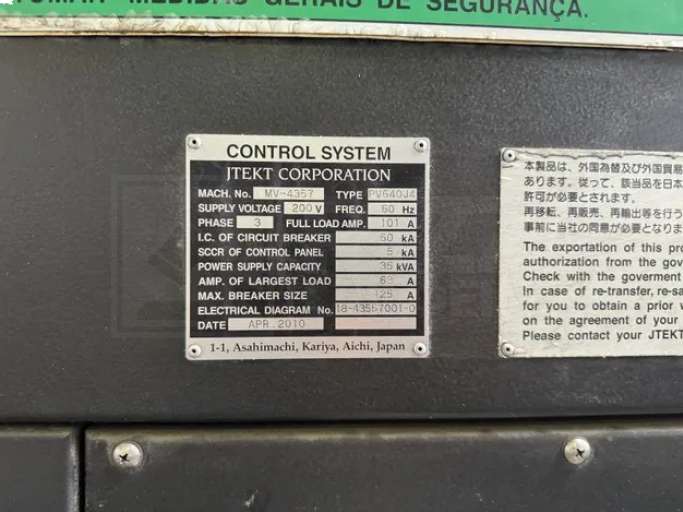 TOMAR MEDIDAS GERAIS DE SEGURANÇA.
CONTROL SYSTEM
JTEKT CORPORATION
MACH. No. MV-4357 TYPE PV640J4
SUPPLY VOLTAGE 200 V FREQ. 60 Hz
PHASE 3 FULL LOAD AMP. 101 A
I.C. OF CIRCUIT BREAKER 50 kA
SCCR OF CONTROL PANEL 5 kA
POWER SUPPLY CAPACITY 35 kVA
AMP. OF LARGEST LOAD 63 A
MAX. BREAKER SIZE 125 A
ELECTRICAL DIAGRAM No. 18-43567001-0
DATE APR.2010
1-1, Asahimachi, Kariya, Aichi, Japan
本製品は、外国為替及び外国貿易
あります。従って、該当品を日本
許可が必要とされます。
再移転、再販売、再輸出等を行う
事前に当社の同意が必要となりま
The exportation of this pro
authorization from the gov
Check with the goverment
In case of re-transfer, re-sa
for you to obtain a prior w
on the agreement of your
Please contact your JTEKT